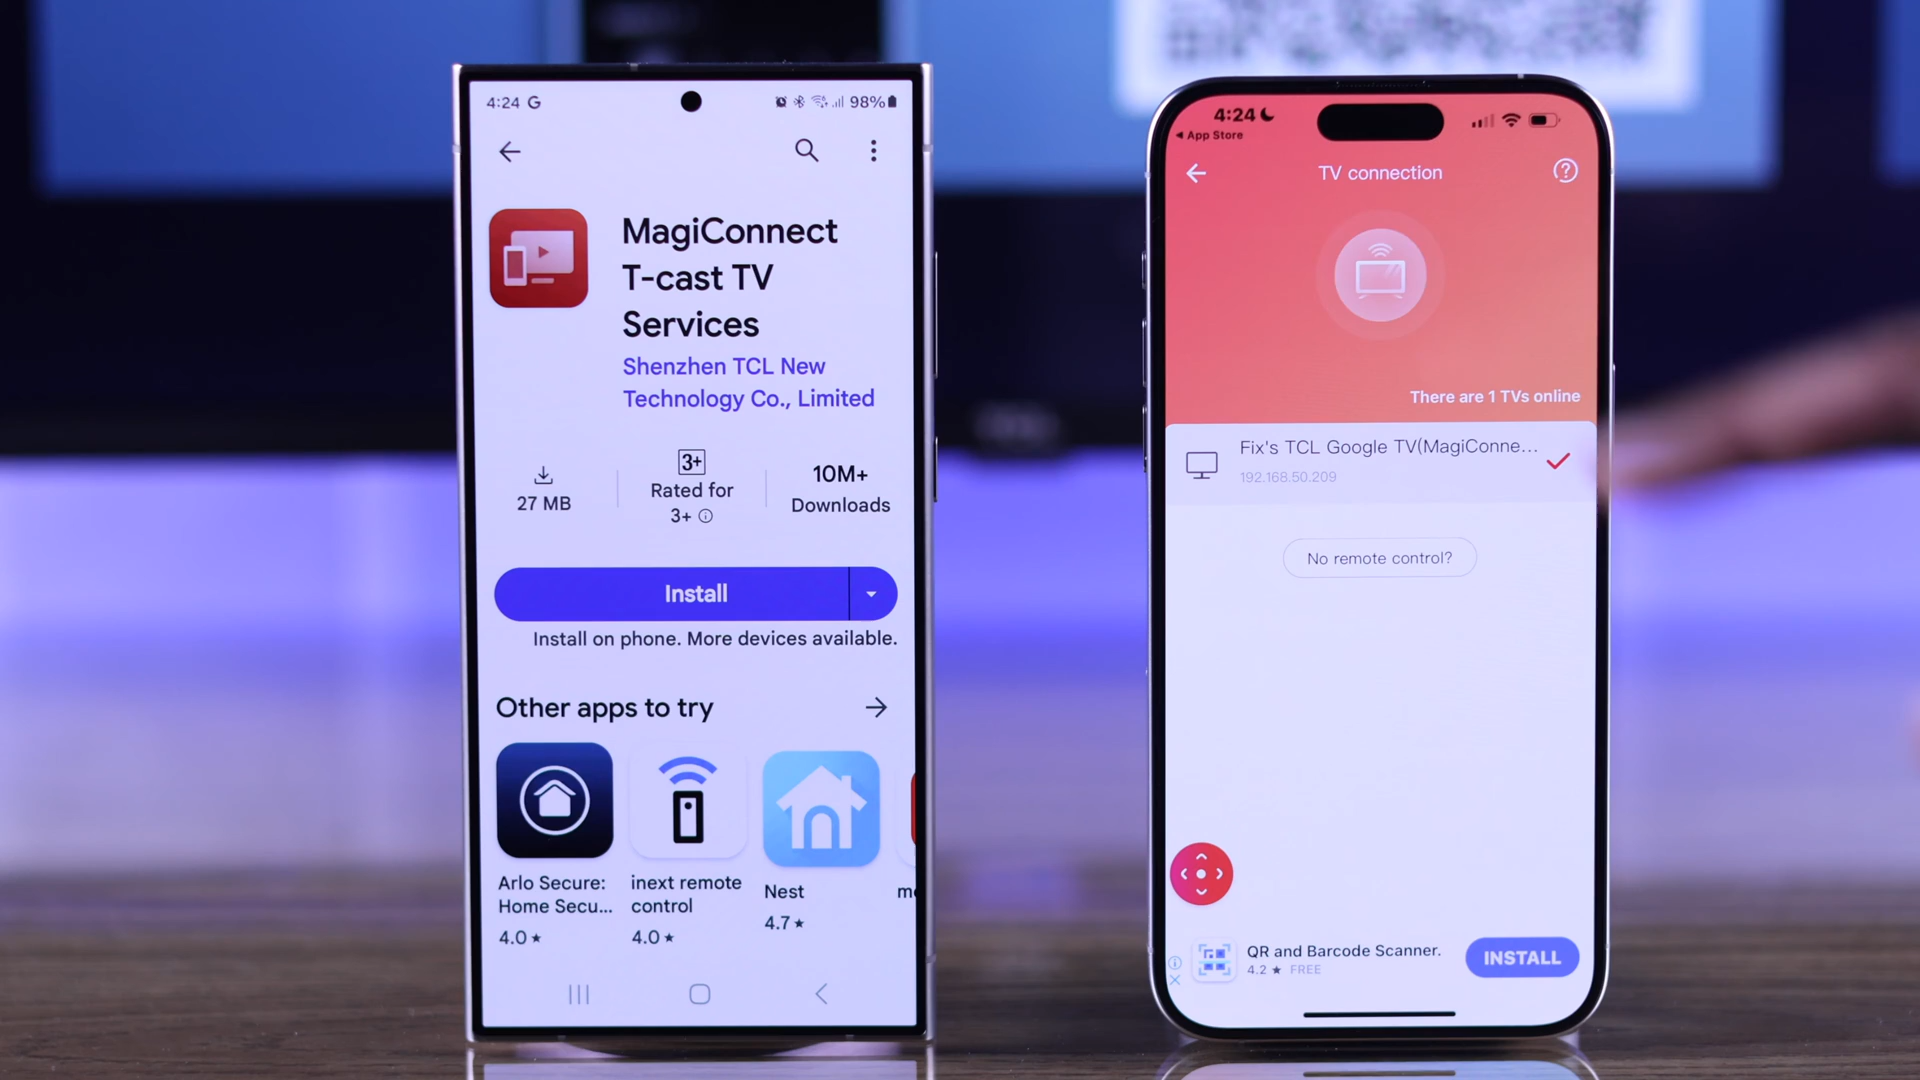 4:24 G
98%
MagiConnect
T-cast TV
Services
Shenzhen TCL New
Technology Co., Limited
27 MB
3+
Rated for
3+
10M+
Downloads
Install
Install on phone. More devices available.
Other apps to try
Arlo Secure:
Home Secu...
4.0 ★
inext remote
control
4.0 ★
Nest
4.7 ★
4:24
App Store
TV connection
There are 1 TVs online
Fix's TCL Google TV(MagiConne...
192.168.50.209
No remote control?
QR and Barcode Scanner.
4.2 ★ FREE
INSTALL